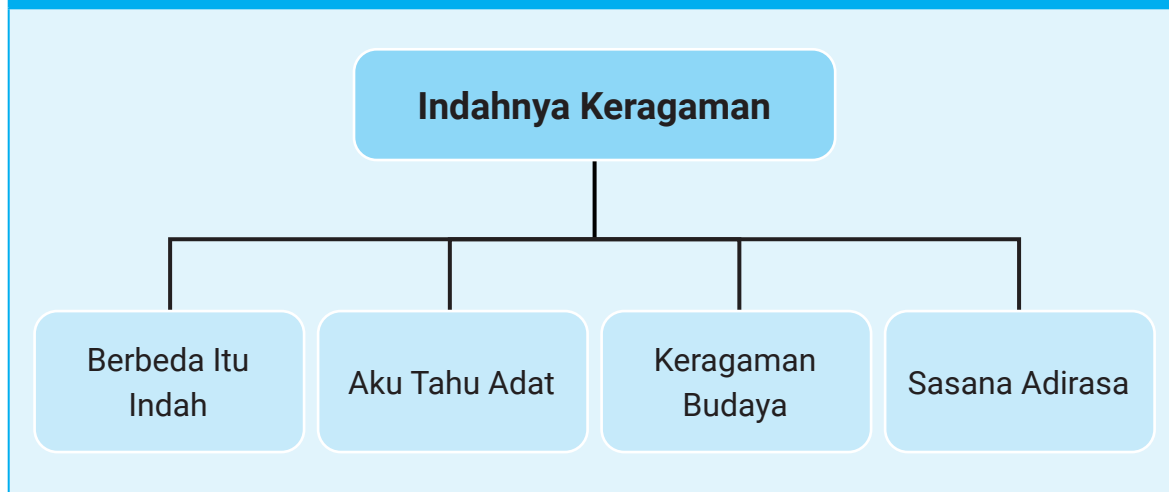 Indahnya Keragaman
Berbeda Itu
Indah
Aku Tahu Adat
Keragaman
Budaya
Sasana Adirasa